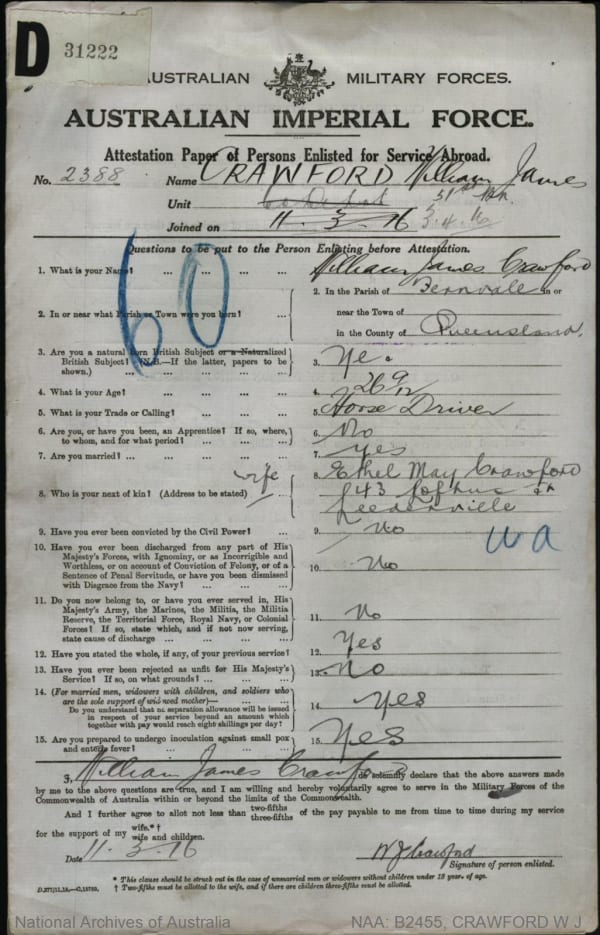 D 31222
AUSTRALIAN MILITARY FORCES.
AUSTRALIAN IMPERIAL FORCE.
Attestation Paper of Persons Enlisted for Service Abroad.
No. 2388 Name CRAWFORD William James
Unit 51st Bn.
Joined on 11. 3. 16 3.4.16
Questions to be put to the Person Enlisting before Attestation.
60
1. What is your Name? ... ... ... ... William James Crawford
2. In or near what Parish or Town were you born? ... 2. In the Parish of Fernvale in or
near the Town of
in the County of Queensland.
3. Are you a natural born British Subject or a Naturalized
British Subject? (N.B.—If the latter, papers to be
shown.) ... ... ... ... ... 3. Yes
4. What is your Age? ... ... ... ... 4. 26 9/12
5. What is your Trade or Calling? ... ... ... 5. Horse Driver
6. Are you, or have you been, an Apprentice? If so, where,
to whom, and for what period? ... ... ... 6. No
7. Are you married? ... ... ... ... ... 7. Yes
8. Who is your next of kin? (Address to be stated) wife 8. Ethel May Crawford
43 Loftus St
Leederville
W A
9. Have you ever been convicted by the Civil Power? ... 9. No
10. Have you ever been discharged from any part of His
Majesty's Forces, with Ignominy, or as Incorrigible and
Worthless, or on account of Conviction of Felony, or of a
Sentence of Penal Servitude, or have you been dismissed
with Disgrace from the Navy? ... ... ... 10. No
11. Do you now belong to, or have you ever served in, His
Majesty's Army, the Marines, the Militia, the Militia
Reserve, the Territorial Force, Royal Navy, or Colonial
Forces? If so, state which, and if not now serving,
state cause of discharge ... ... ... ... 11. No
12. Have you stated the whole, if any, of your previous service? 12. Yes
13. Have you ever been rejected as unfit for His Majesty's
Service? If so, on what grounds? ... ... ... 13. No
14. (For married men, widowers with children, and soldiers who
are the sole support of widowed mother)—
Do you understand that no separation allowance will be issued
in respect of your service beyond an amount which
together with pay would reach eight shillings per day? 14. Yes
15. Are you prepared to undergo inoculation against small pox
and enteric fever? ... ... ... ... 15. Yes
I, William James Crawford do solemnly declare that the above answers made
by me to the above questions are true, and I am willing and hereby voluntarily agree to serve in the Military Forces of the
Commonwealth of Australia within or beyond the limits of the Commonwealth.
And I further agree to allot not less than two-fifths three-fifths of the pay payable to me from time to time during my service
for the support of my wife.*† wife and children.
Date 11. 3. 16 W J Crawford
Signature of person enlisted.
* This clause should be struck out in the case of unmarried men or widowers without children under 18 years of age.
† Two-fifths must be allotted to the wife, and if there are children three-fifths must be allotted.
National Archives of Australia NAA: B2455, CRAWFORD W J